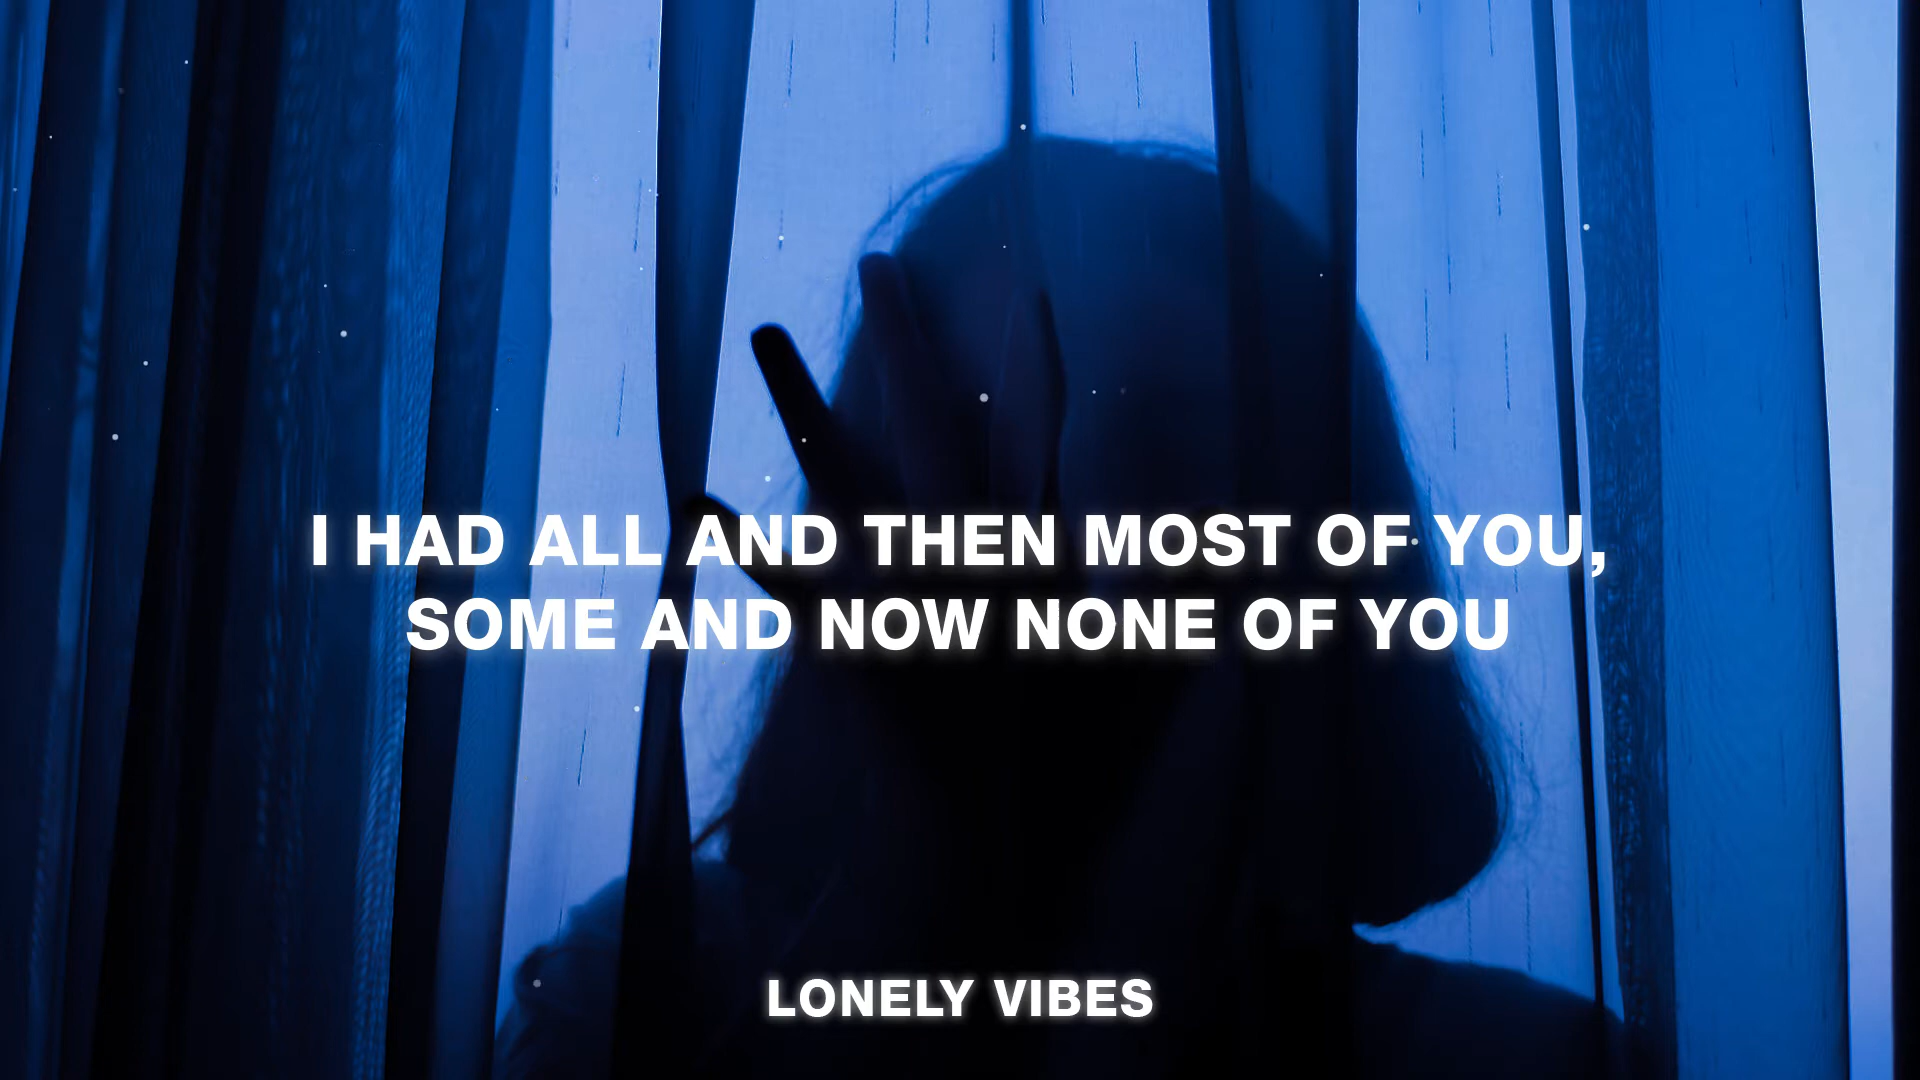 I HAD ALL AND THEN MOST OF YOU,
SOME AND NOW NONE OF YOU
LONELY VIBES